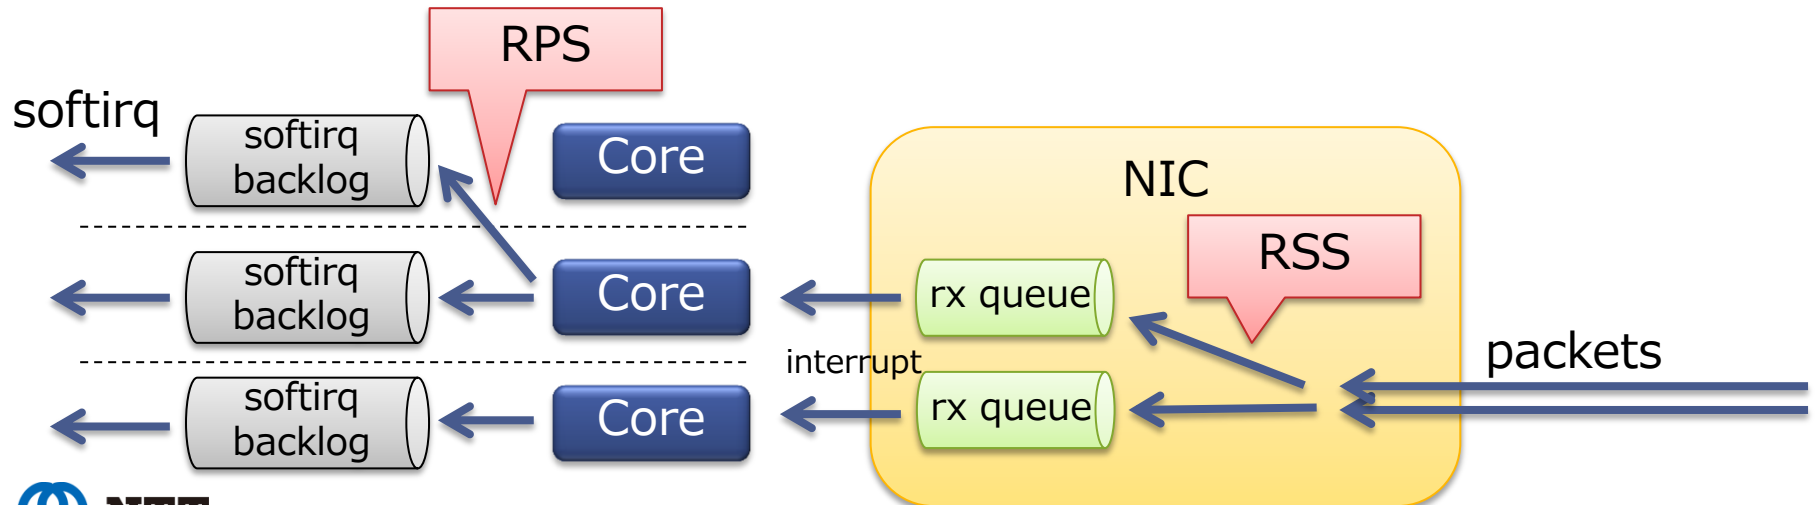 RPS
softirq
softirq
backlog
Core
NIC
RSS
softirq
backlog
Core
rx queue
packets
interrupt
softirq
backlog
Core
rx queue